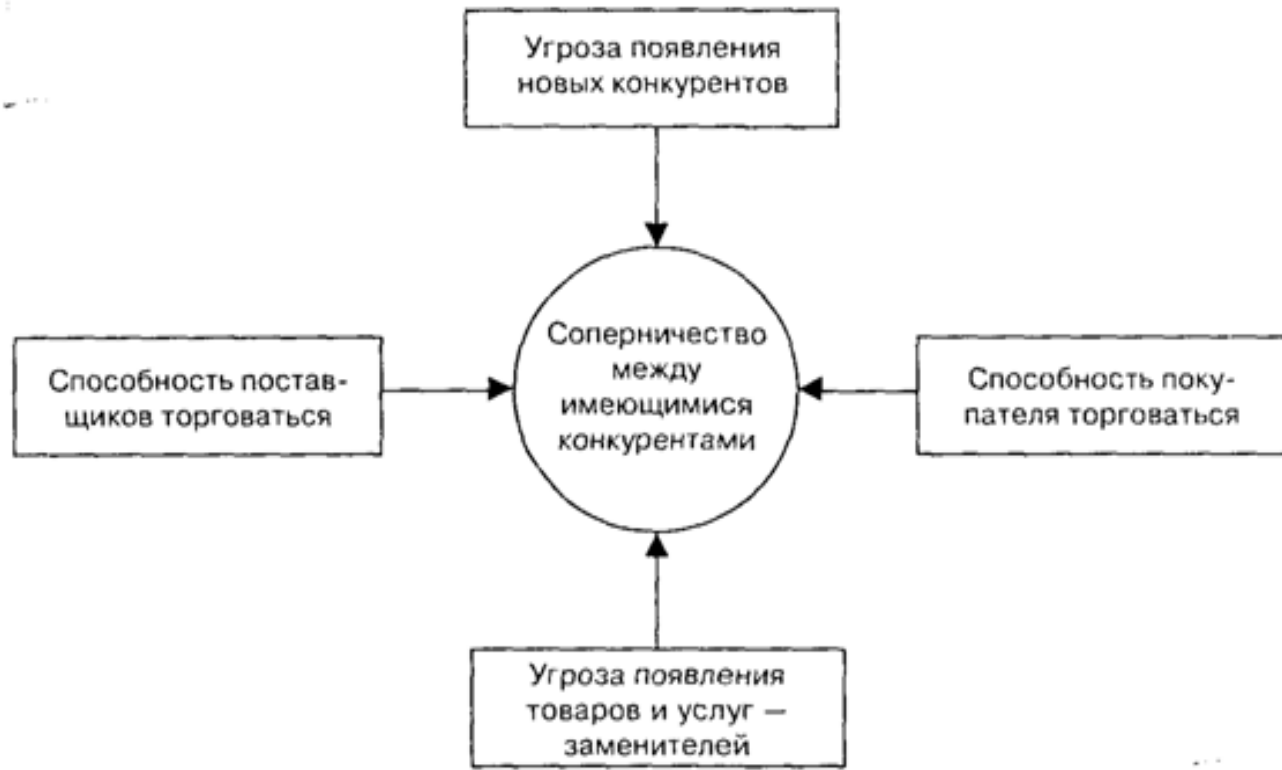 Угроза появления
новых конкурентов
Способность постав-
щиков торговаться
Соперничество
между
имеющимися
конкурентами
Способность поку-
пателя торговаться
Угроза появления
товаров и услуг —
заменителей